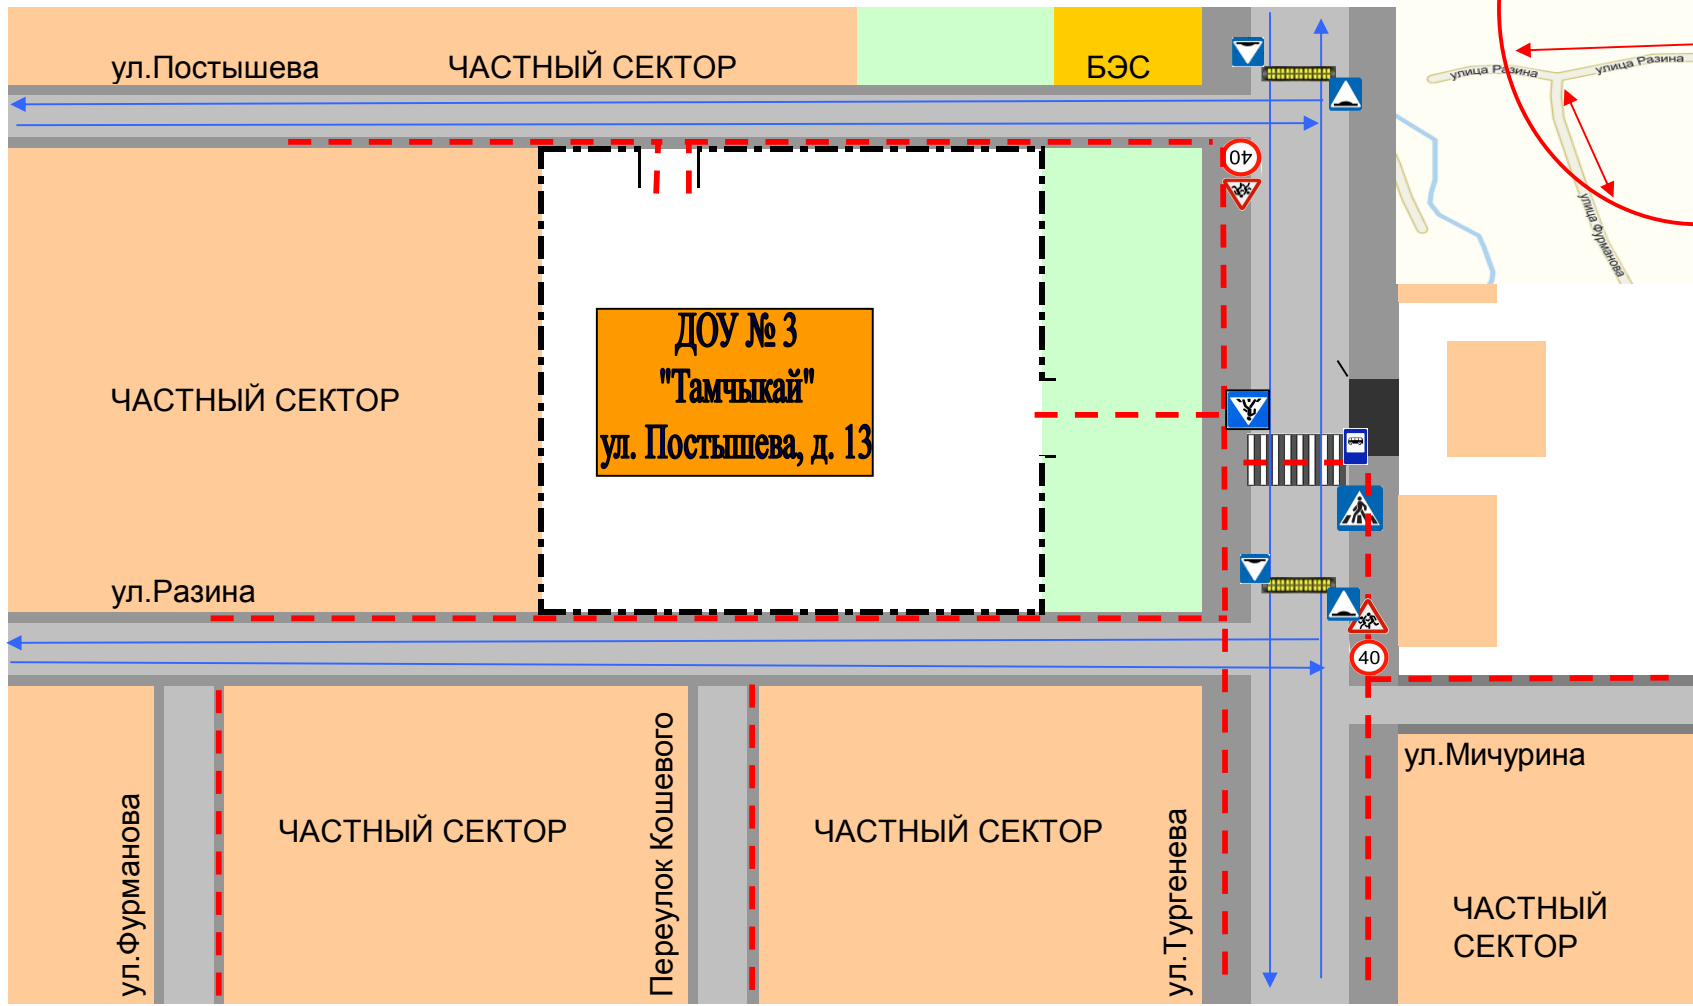 ул.Постышева
ЧАСТНЫЙ СЕКТОР
БЭС
улица Разина
улица Разина
улица Фурманова
40
ДОУ № 3
"Тамчыкай"
ул. Постышева, д. 13
ЧАСТНЫЙ СЕКТОР
ул.Разина
40
ул.Мичурина
ул.Фурманова
ЧАСТНЫЙ СЕКТОР
Переулок Кошевого
ЧАСТНЫЙ СЕКТОР
ул.Тургенева
ЧАСТНЫЙ
СЕКТОР